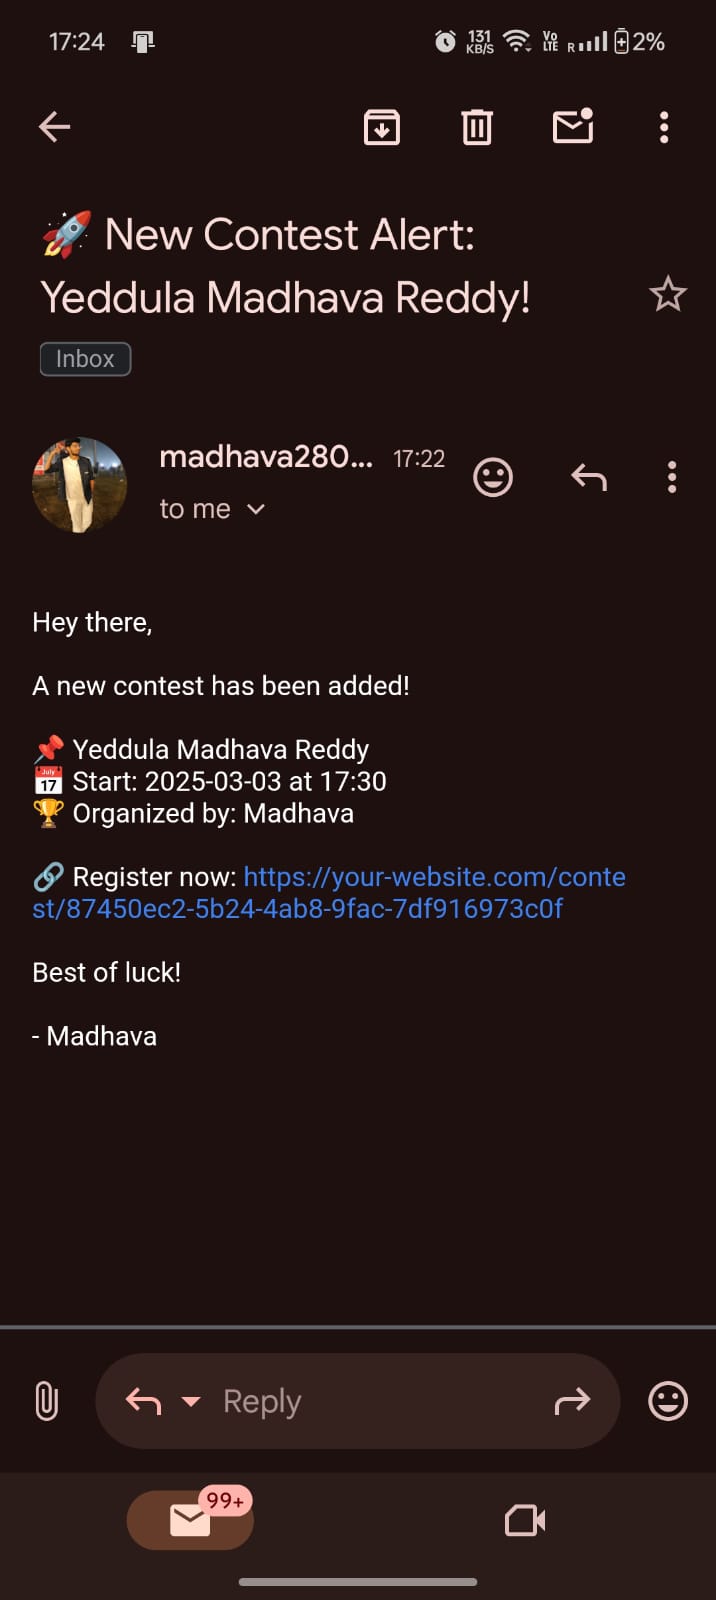 17:24 131 KB/S Vo LTE R 2%
🚀 New Contest Alert:
Yeddula Madhava Reddy!
Inbox
madhava280... 17:22
to me
Hey there,
A new contest has been added!
📌 Yeddula Madhava Reddy
📅 Start: 2025-03-03 at 17:30
🏆 Organized by: Madhava
🔗 Register now: https://your-website.com/conte
st/87450ec2-5b24-4ab8-9fac-7df916973c0f
Best of luck!
- Madhava
Reply
99+